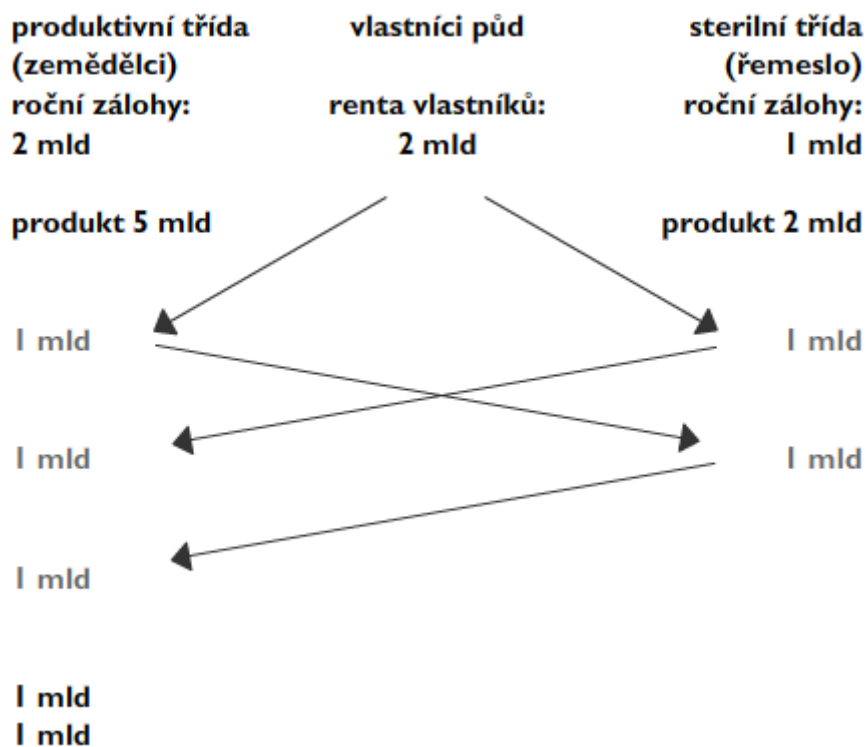 produktivní třída
(zemědělci)
roční zálohy:
2 mld
produkt 5 mld
vlastníci půd
renta vlastníků:
2 mld
sterilní třída
(řemeslo)
roční zálohy:
1 mld
produkt 2 mld
1 mld
1 mld
1 mld
1 mld
1 mld
1 mld
1 mld